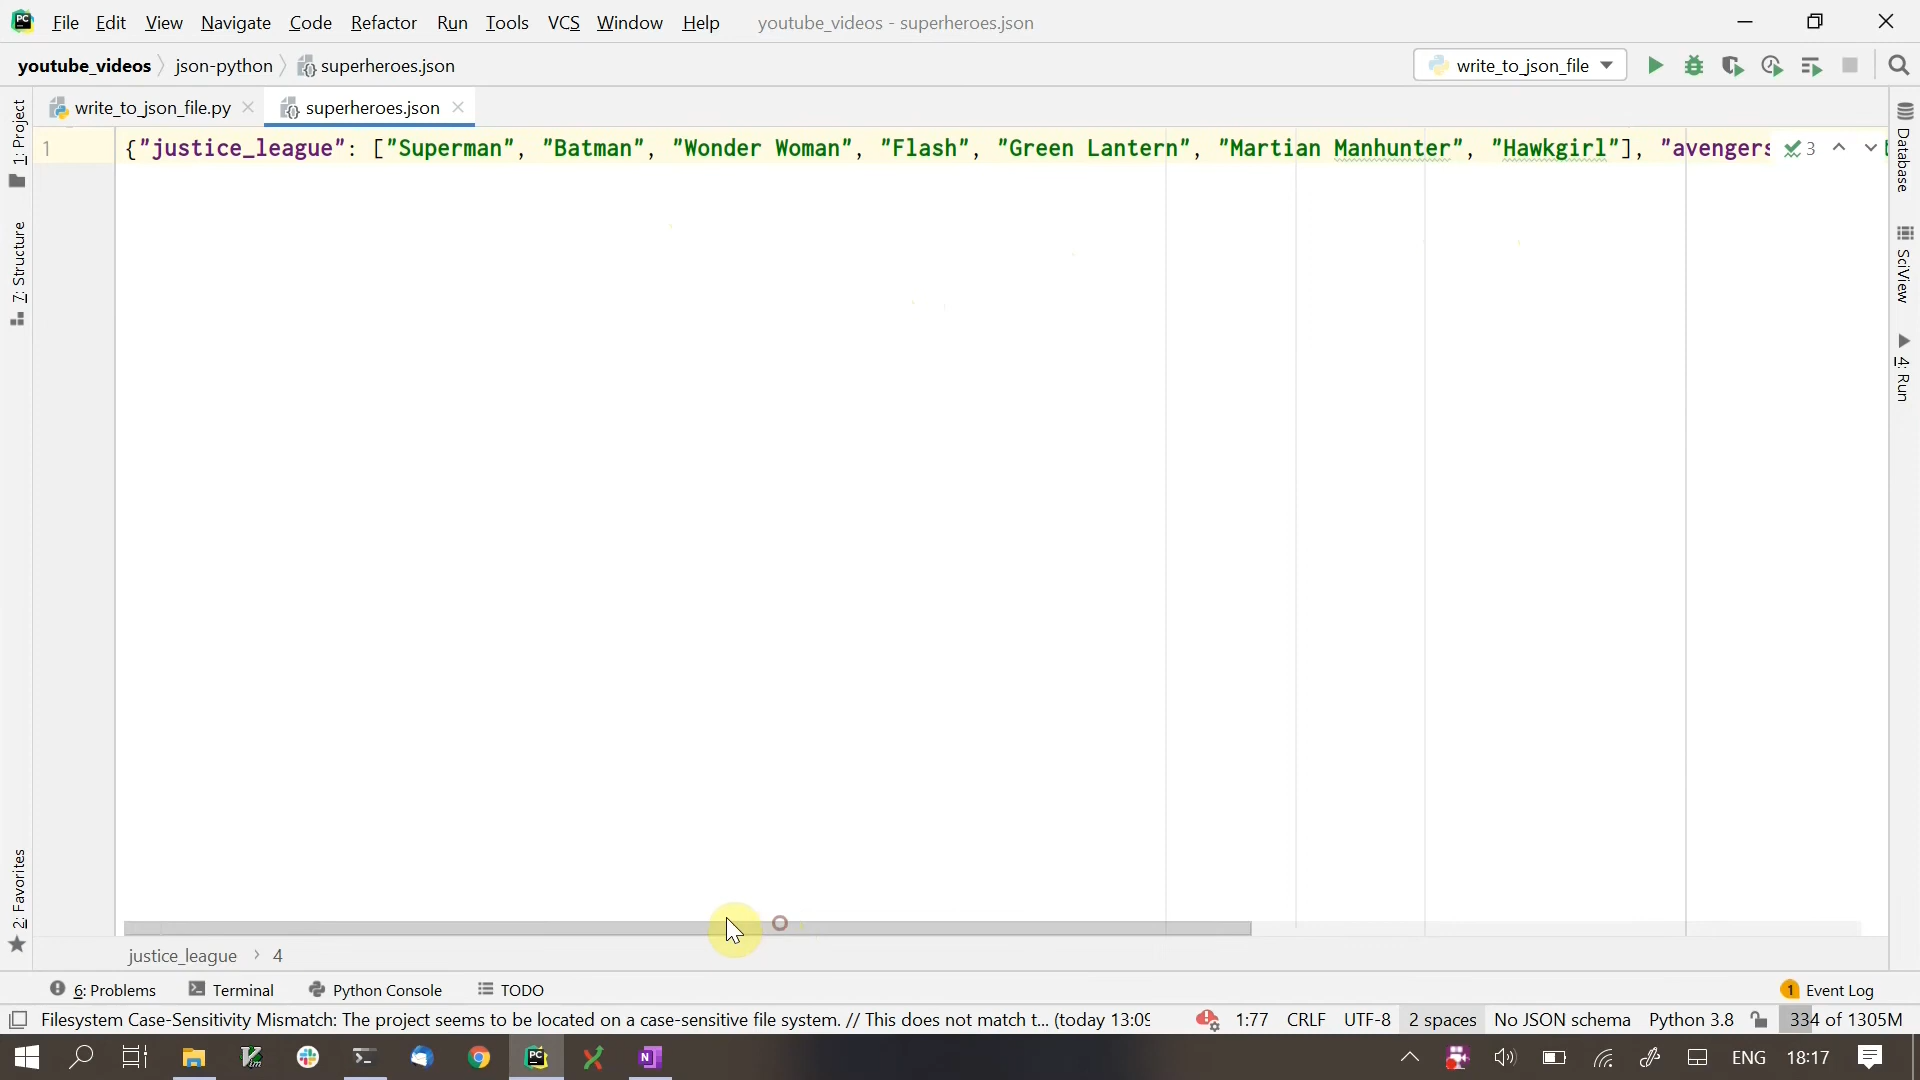 File Edit View Navigate Code Refactor Run Tools VCS Window Help youtube_videos - superheroes.json
youtube_videos json-python superheroes.json write_to_json_file
write_to_json_file.py superheroes.json
1 {"justice_league": ["Superman", "Batman", "Wonder Woman", "Flash", "Green Lantern", "Martian Manhunter", "Hawkgirl"], "avengers 3
1: Project
7: Structure
2: Favorites
Database
SciView
4: Run
justice_league 4
6: Problems Terminal Python Console TODO 1 Event Log
Filesystem Case-Sensitivity Mismatch: The project seems to be located on a case-sensitive file system. // This does not match t... (today 13:09 1:77 CRLF UTF-8 2 spaces No JSON schema Python 3.8 334 of 1305M
ENG 18:17